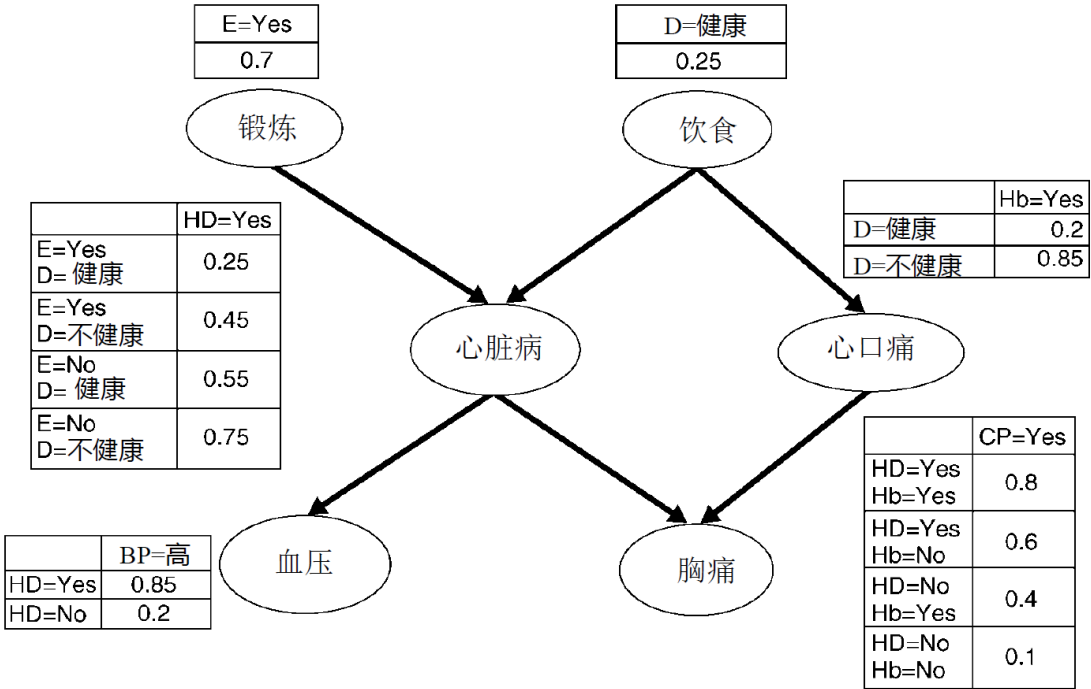 E=Yes
0.7
D=健康
0.25
锻炼
饮食
HD=Yes
E=Yes
D= 健康
0.25
E=Yes
D=不健康
0.45
E=No
D= 健康
0.55
E=No
D=不健康
0.75
Hb=Yes
D=健康 0.2
D=不健康 0.85
心脏病
心口痛
BP=高
HD=Yes 0.85
HD=No 0.2
血压
胸痛
CP=Yes
HD=Yes
Hb=Yes
0.8
HD=Yes
Hb=No
0.6
HD=No
Hb=Yes
0.4
HD=No
Hb=No
0.1